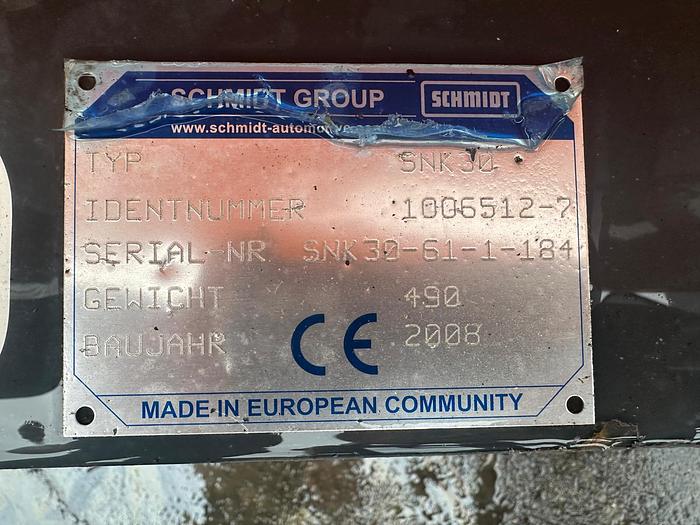 SCHMIDT GROUP SCHMIDT
www.schmidt-automotive
TYP SNK30
IDENTNUMMER 1006512-7
SERIAL-NR SNK30-61-1-184
GEWICHT 490
BAUJAHR 2008
CE
MADE IN EUROPEAN COMMUNITY